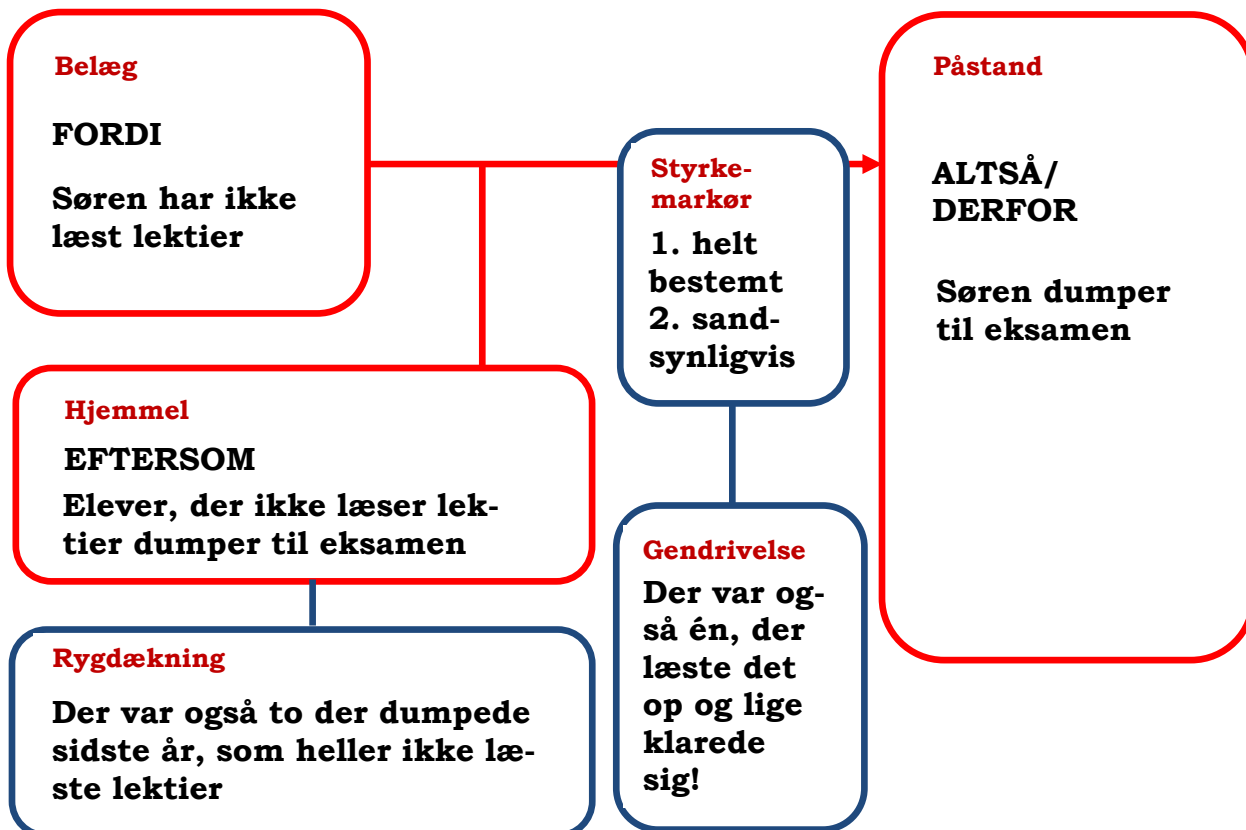 Belæg
FORDI
Søren har ikke
læst lektier
Styrke-
markør
1. helt
bestemt
2. sand-
synligvis
Påstand
ALTSÅ/
DERFOR
Søren dumper
til eksamen
Hjemmel
EFTERSOM
Elever, der ikke læser lek-
tier dumper til eksamen
Gendrivelse
Der var og-
så én, der
læste det
op og lige
klarede
sig!
Rygdækning
Der var også to der dumpede
sidste år, som heller ikke læ-
ste lektier